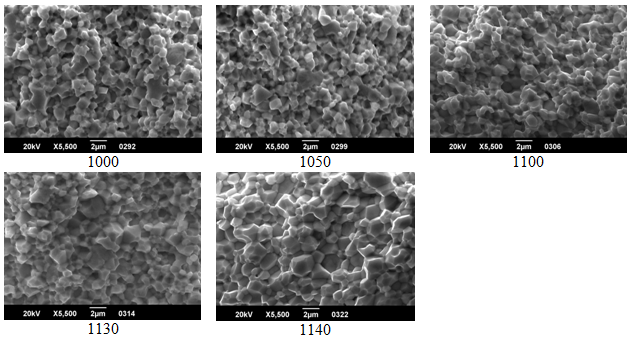 20kV X5,500 2µm 0292
1000
20kV X5,500 2µm 0299
1050
20kV X5,500 2µm 0306
1100
20kV X5,500 2µm 0314
1130
20kV X5,500 2µm 0322
1140